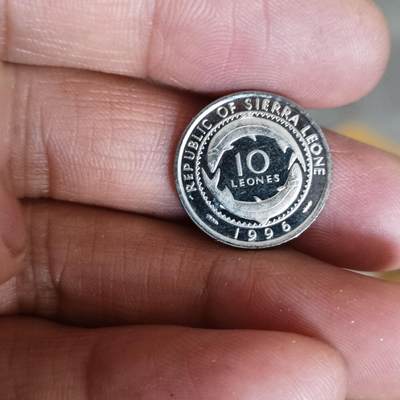 REPUBLIC OF SIERRA LEONE
10
LEONES
1996